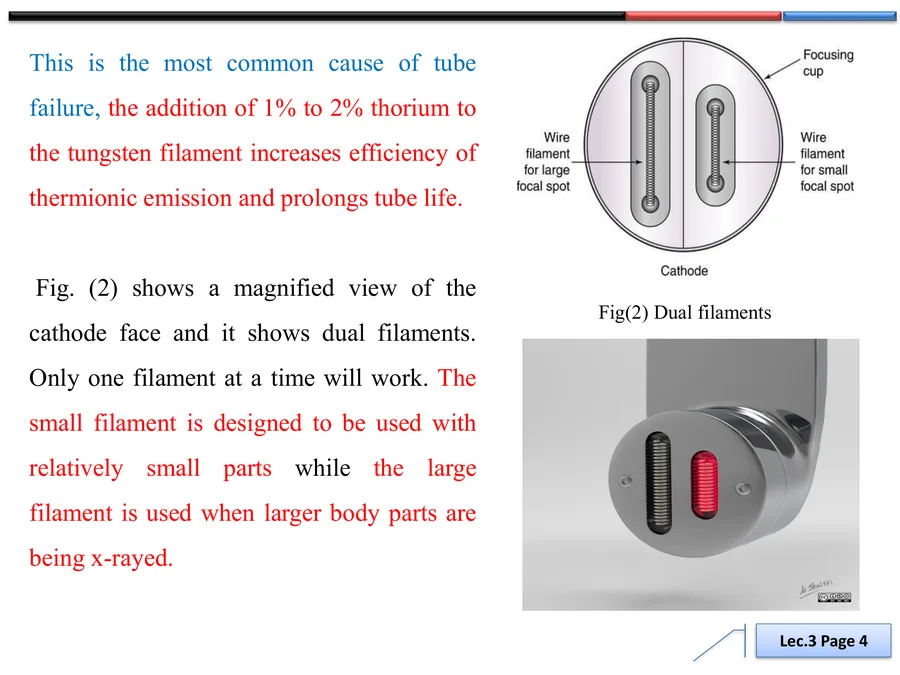 This is the most common cause of tube
failure, the addition of 1% to 2% thorium to
the tungsten filament increases efficiency of
thermionic emission and prolongs tube life.
Fig. (2) shows a magnified view of the
cathode face and it shows dual filaments.
Only one filament at a time will work. The
small filament is designed to be used with
relatively small parts while the large
filament is used when larger body parts are
being x-rayed.
Focusing
cup
Wire
filament
for large
focal spot
Wire
filament
for small
focal spot
Cathode
Fig(2) Dual filaments
Lec.3 Page 4